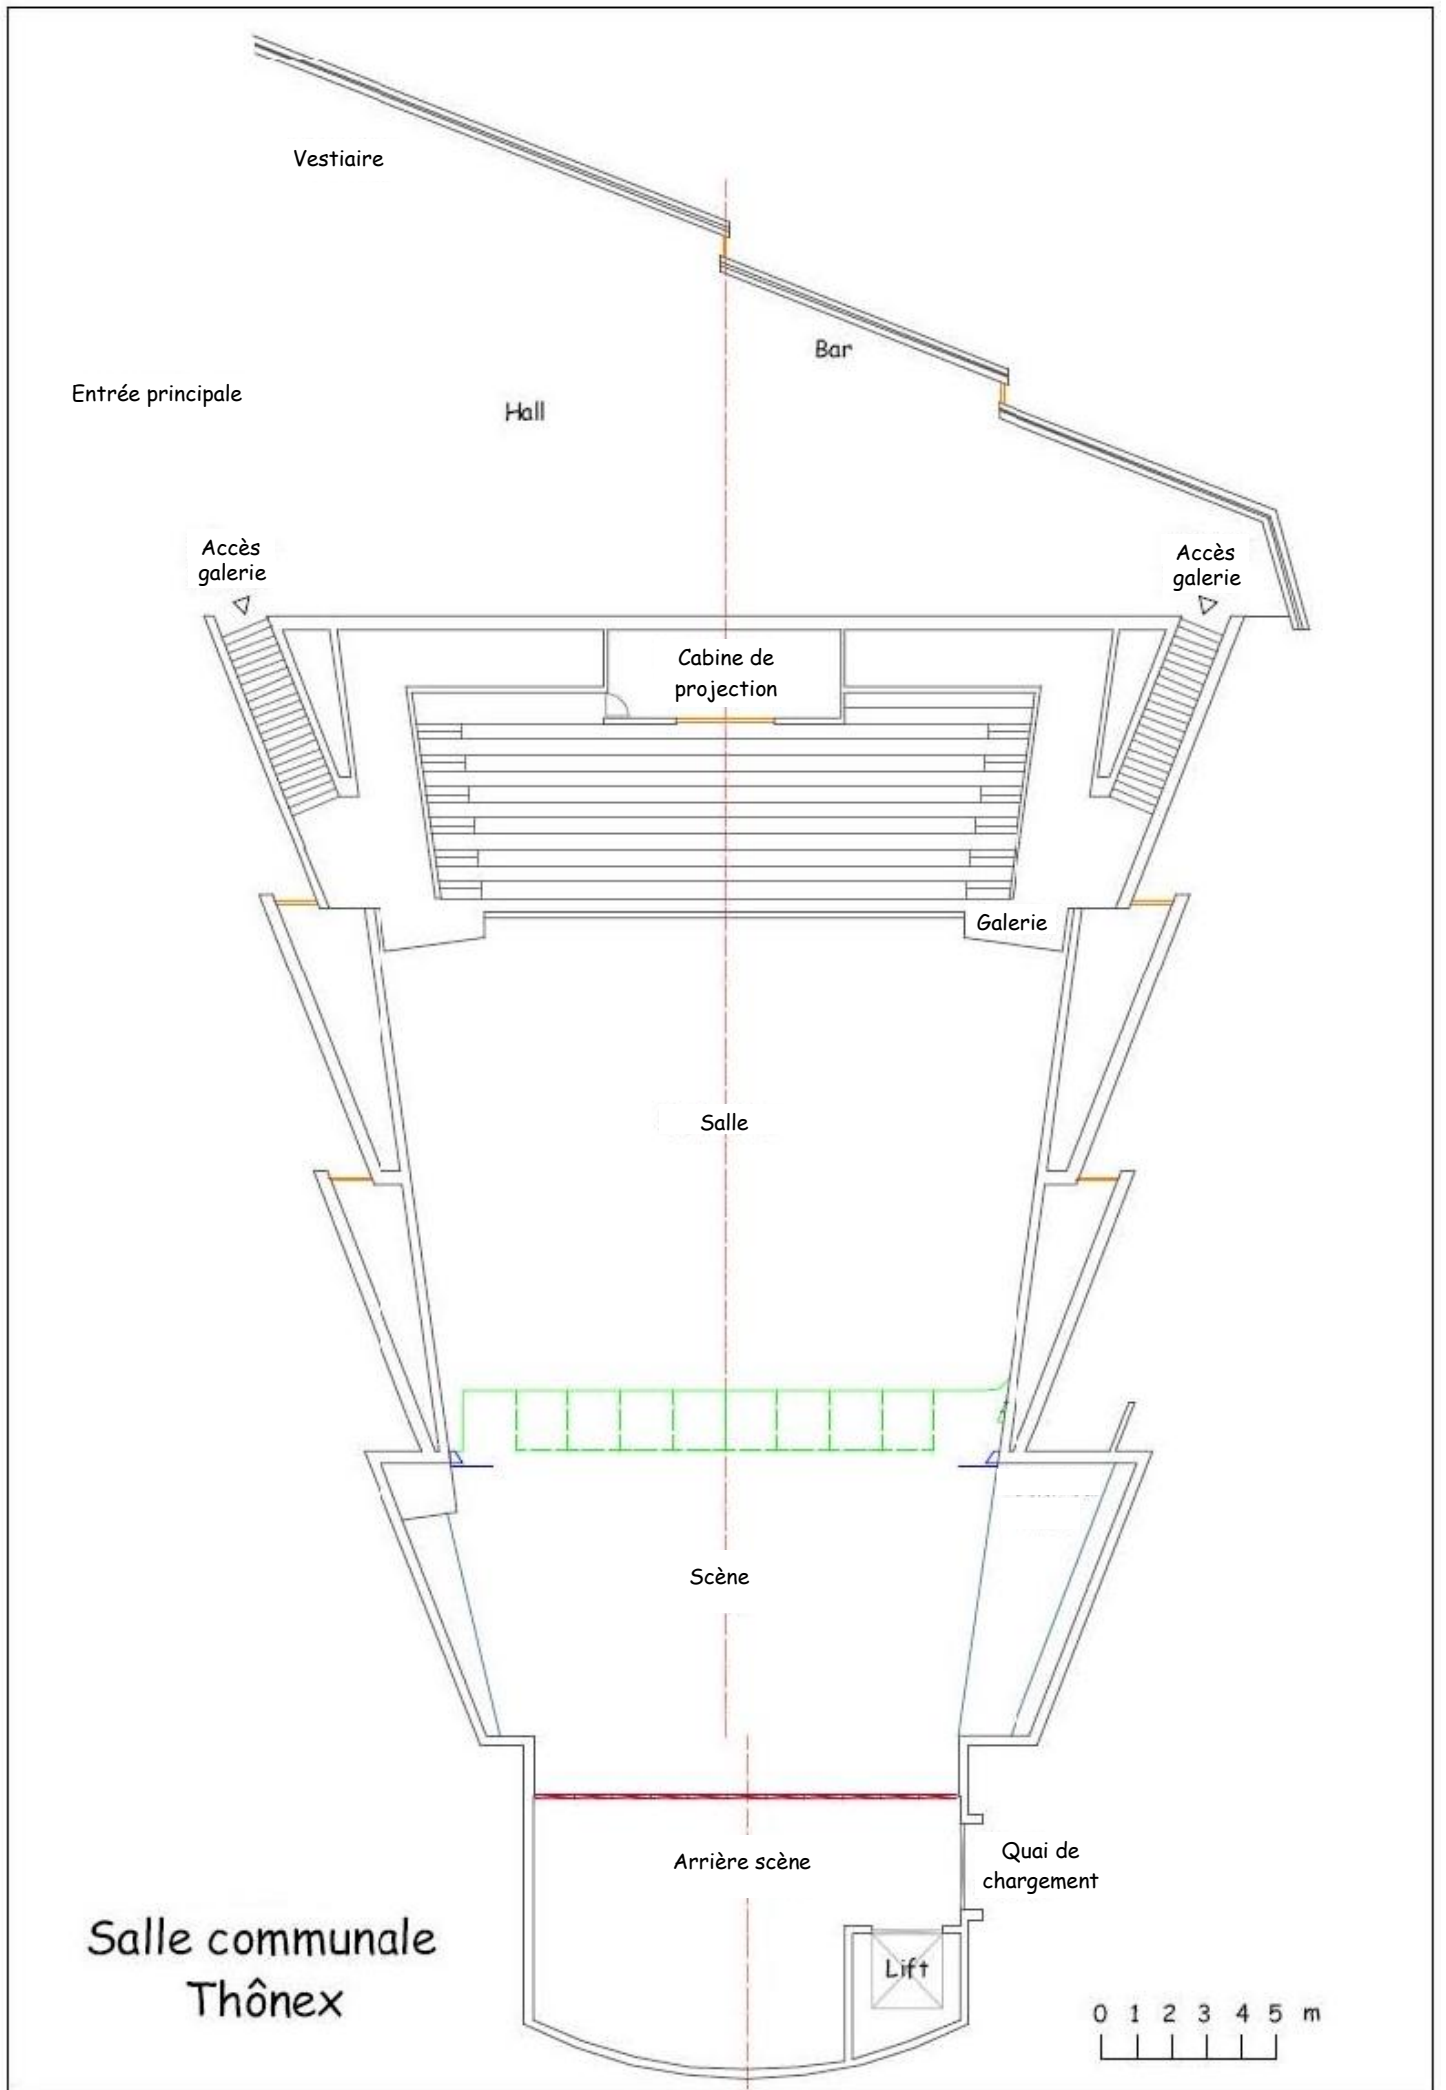 Vestiaire
Bar
Entrée principale
Hall
Accès
galerie
Accès
galerie
Cabine de
projection
Galerie
Salle
Scène
Arrière scène
Quai de
chargement
Lift
Salle communale
Thônex
0 1 2 3 4 5 m